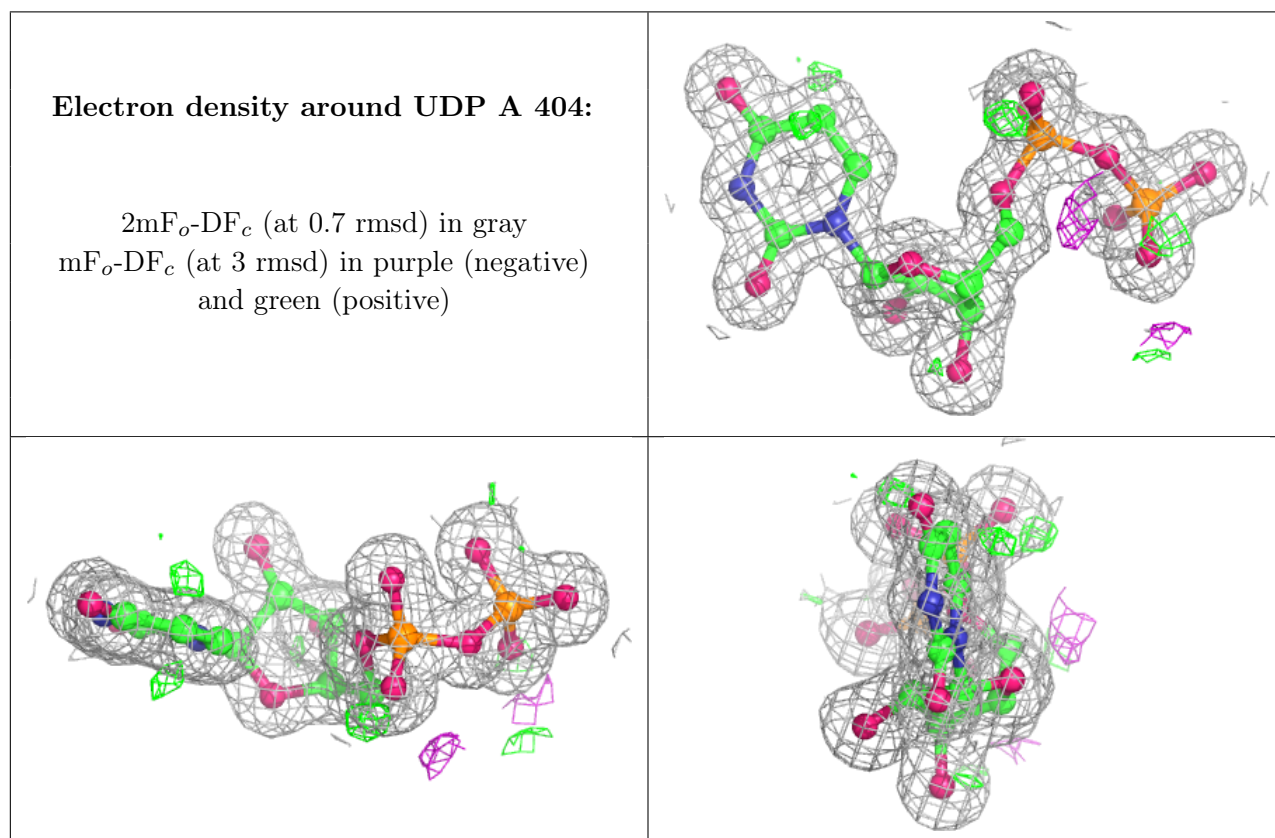 Electron density around UDP A 404:
2mFo-DFc (at 0.7 rmsd) in gray
mFo-DFc (at 3 rmsd) in purple (negative)
and green (positive)